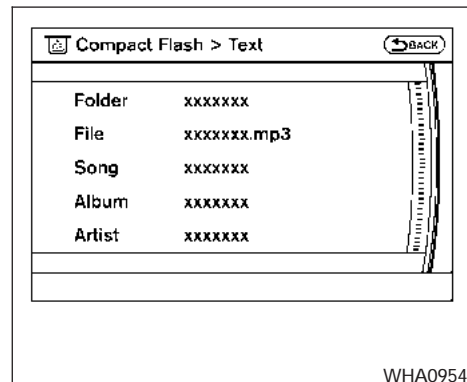 Compact Flash > Text BACK
Folder xxxxxxx
File xxxxxxx.mp3
Song xxxxxxx
Album xxxxxxx
Artist xxxxxxx
WHA0954